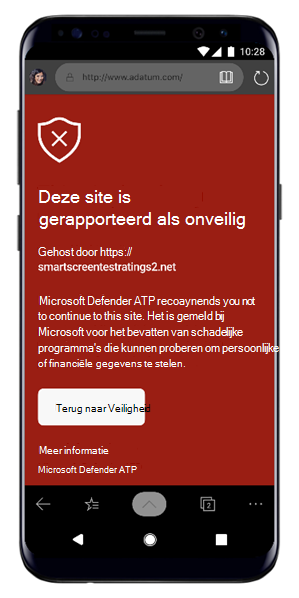 10:28
http://www.adatum.com/
Deze site is
gerapporteerd als onveilig
Gehost door https://
smartscreentestratings2.net
Microsoft Defender ATP recoaynends you not
to continue to this site. Het is gemeld bij
Microsoft voor het bevatten van schadelijke
programma's die kunnen proberen om persoonlijke
of financiële gegevens te stelen.
Terug naar Veiligheid
Meer informatie
Microsoft Defender ATP
2